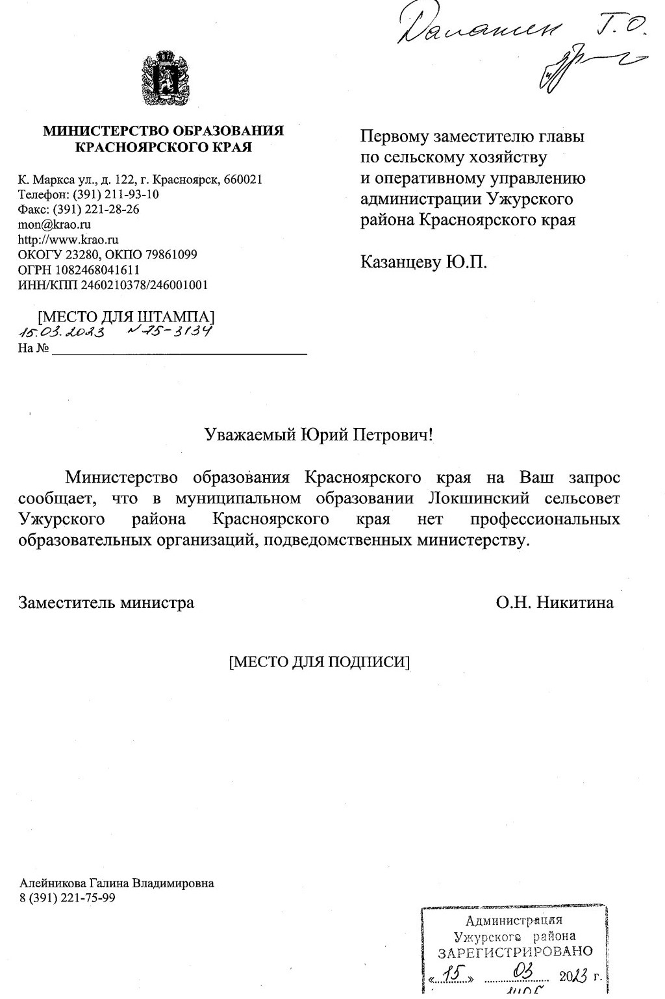 Далатек Г.О.
МИНИСТЕРСТВО ОБРАЗОВАНИЯ
КРАСНОЯРСКОГО КРАЯ
К. Маркса ул., д. 122, г. Красноярск, 660021
Телефон: (391) 211-93-10
Факс: (391) 221-28-26
mon@krao.ru
http://www.krao.ru
ОКОГУ 23280, ОКПО 79861099
ОГРН 1082468041611
ИНН/КПП 2460210378/246001001
[МЕСТО ДЛЯ ШТАМПА]
15.03.2023 N 75-3134
На №
Первому заместителю главы
по сельскому хозяйству
и оперативному управлению
администрации Ужурского
района Красноярского края
Казанцеву Ю.П.
Уважаемый Юрий Петрович!
Министерство образования Красноярского края на Ваш запрос
сообщает, что в муниципальном образовании Локшинский сельсовет
Ужурского района Красноярского края нет профессиональных
образовательных организаций, подведомственных министерству.
Заместитель министра О.Н. Никитина
[МЕСТО ДЛЯ ПОДПИСИ]
Алейникова Галина Владимировна
8 (391) 221-75-99
Администрация
Ужурского района
ЗАРЕГИСТРИРОВАНО
«15» 03 2023 г.